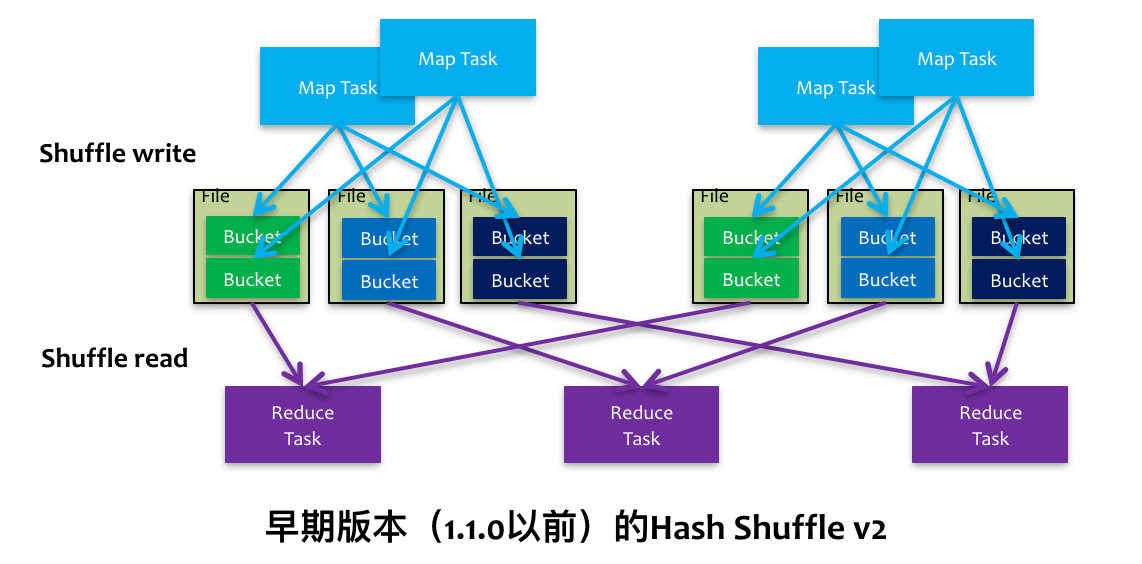 Map Task
Map Task
Map Task
Map Task
Shuffle write
File
File
File
File
File
File
Bucket
Bucket
Bucket
Bucket
Bucket
Bucket
Bucket
Bucket
Bucket
Bucket
Bucket
Bucket
Shuffle read
Reduce
Task
Reduce
Task
Reduce
Task
早期版本（1.1.0以前）的Hash Shuffle v2